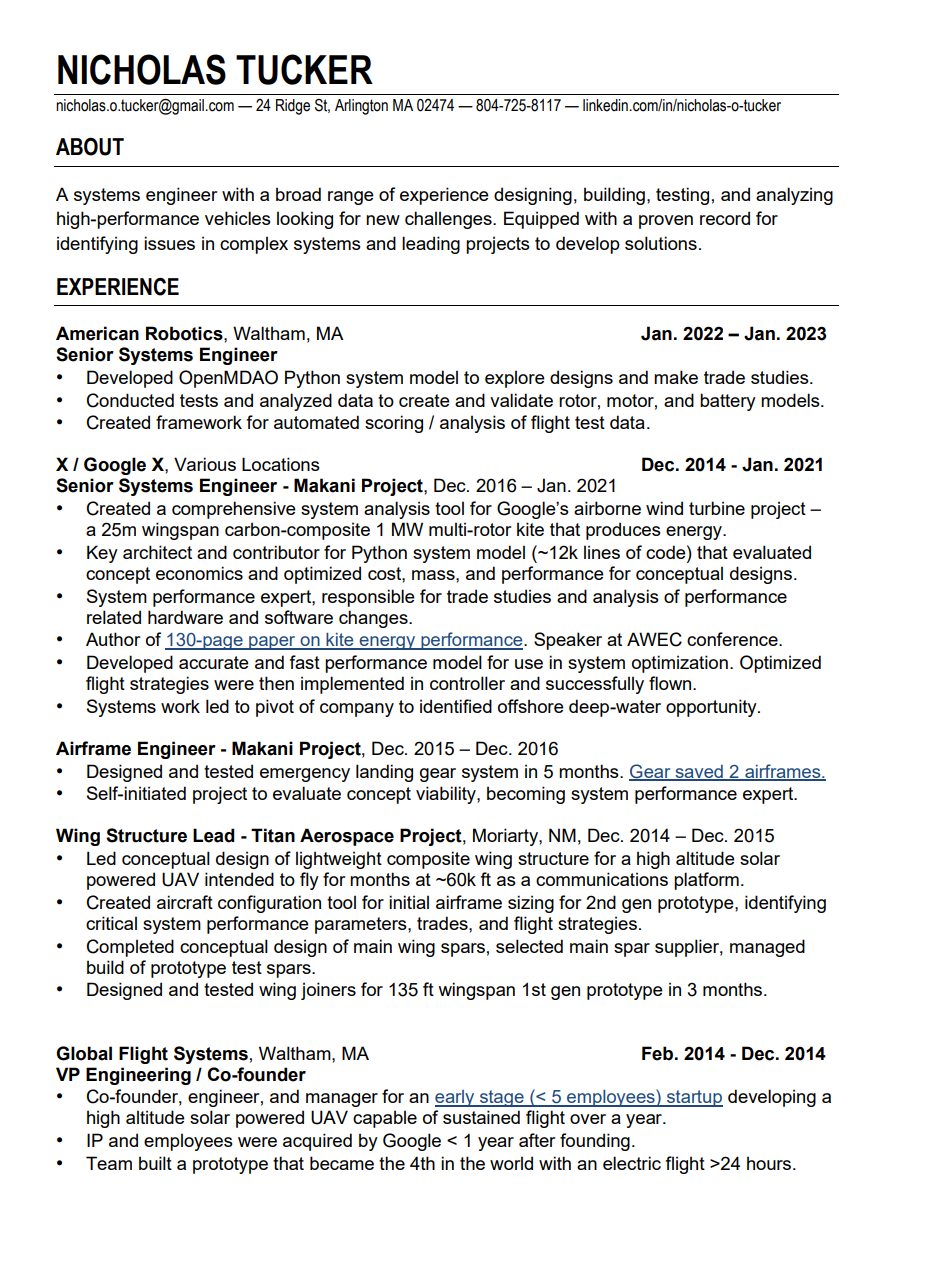 NICHOLAS TUCKER
nicholas.o.tucker@gmail.com — 24 Ridge St, Arlington MA 02474 — 804-725-8117 — linkedin.com/in/nicholas-o-tucker
ABOUT
A systems engineer with a broad range of experience designing, building, testing, and analyzing
high-performance vehicles looking for new challenges. Equipped with a proven record for
identifying issues in complex systems and leading projects to develop solutions.
EXPERIENCE
American Robotics, Waltham, MA Jan. 2022 – Jan. 2023
Senior Systems Engineer
• Developed OpenMDAO Python system model to explore designs and make trade studies.
• Conducted tests and analyzed data to create and validate rotor, motor, and battery models.
• Created framework for automated scoring / analysis of flight test data.
X / Google X, Various Locations Dec. 2014 - Jan. 2021
Senior Systems Engineer - Makani Project, Dec. 2016 – Jan. 2021
• Created a comprehensive system analysis tool for Google's airborne wind turbine project –
a 25m wingspan carbon-composite 1 MW multi-rotor kite that produces energy.
• Key architect and contributor for Python system model (~12k lines of code) that evaluated
concept economics and optimized cost, mass, and performance for conceptual designs.
• System performance expert, responsible for trade studies and analysis of performance
related hardware and software changes.
• Author of 130-page paper on kite energy performance. Speaker at AWEC conference.
• Developed accurate and fast performance model for use in system optimization. Optimized
flight strategies were then implemented in controller and successfully flown.
• Systems work led to pivot of company to identified offshore deep-water opportunity.
Airframe Engineer - Makani Project, Dec. 2015 – Dec. 2016
• Designed and tested emergency landing gear system in 5 months. Gear saved 2 airframes.
• Self-initiated project to evaluate concept viability, becoming system performance expert.
Wing Structure Lead - Titan Aerospace Project, Moriarty, NM, Dec. 2014 – Dec. 2015
• Led conceptual design of lightweight composite wing structure for a high altitude solar
powered UAV intended to fly for months at ~60k ft as a communications platform.
• Created aircraft configuration tool for initial airframe sizing for 2nd gen prototype, identifying
critical system performance parameters, trades, and flight strategies.
• Completed conceptual design of main wing spars, selected main spar supplier, managed
build of prototype test spars.
• Designed and tested wing joiners for 135 ft wingspan 1st gen prototype in 3 months.
Global Flight Systems, Waltham, MA Feb. 2014 - Dec. 2014
VP Engineering / Co-founder
• Co-founder, engineer, and manager for an early stage (< 5 employees) startup developing a
high altitude solar powered UAV capable of sustained flight over a year.
• IP and employees were acquired by Google < 1 year after founding.
• Team built a prototype that became the 4th in the world with an electric flight >24 hours.